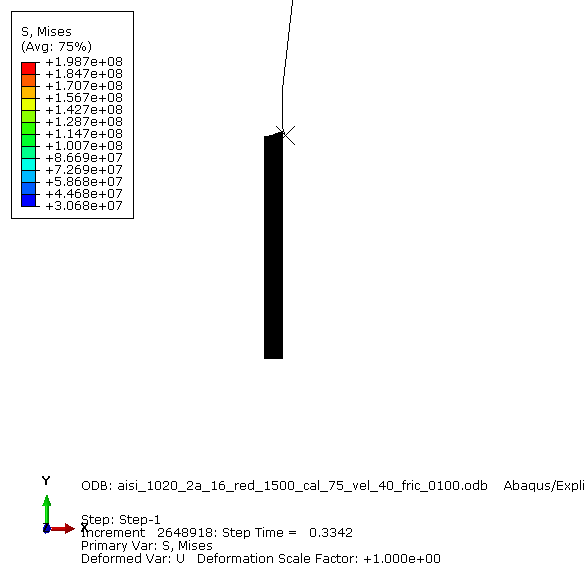 S, Mises
(Avg: 75%)
+1.987e+08
+1.847e+08
+1.707e+08
+1.567e+08
+1.427e+08
+1.287e+08
+1.147e+08
+1.007e+08
+8.669e+07
+7.269e+07
+5.868e+07
+4.468e+07
+3.068e+07
Y
X
Z
ODB: aisi_1020_2a_16_red_1500_cal_75_vel_40_fric_0100.odb Abaqus/Expli
Step: Step-1
Increment 2648918: Step Time = 0.3342
Primary Var: S, Mises
Deformed Var: U Deformation Scale Factor: +1.000e+00